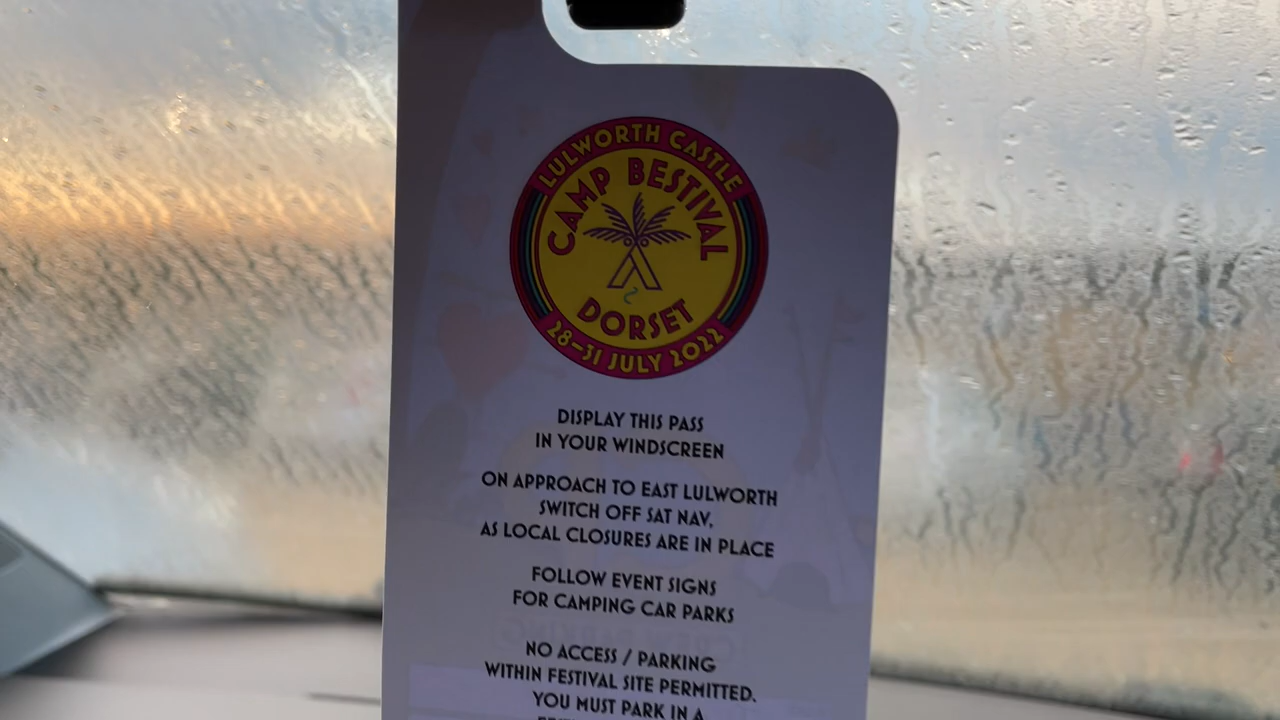 LULWORTH CASTLE
CAMP BESTIVAL
DORSET
28-31 JULY 2022
DISPLAY THIS PASS
IN YOUR WINDSCREEN
ON APPROACH TO EAST LULWORTH
SWITCH OFF SAT NAV,
AS LOCAL CLOSURES ARE IN PLACE
FOLLOW EVENT SIGNS
FOR CAMPING CAR PARKS
NO ACCESS / PARKING
WITHIN FESTIVAL SITE PERMITTED.
YOU MUST PARK IN A